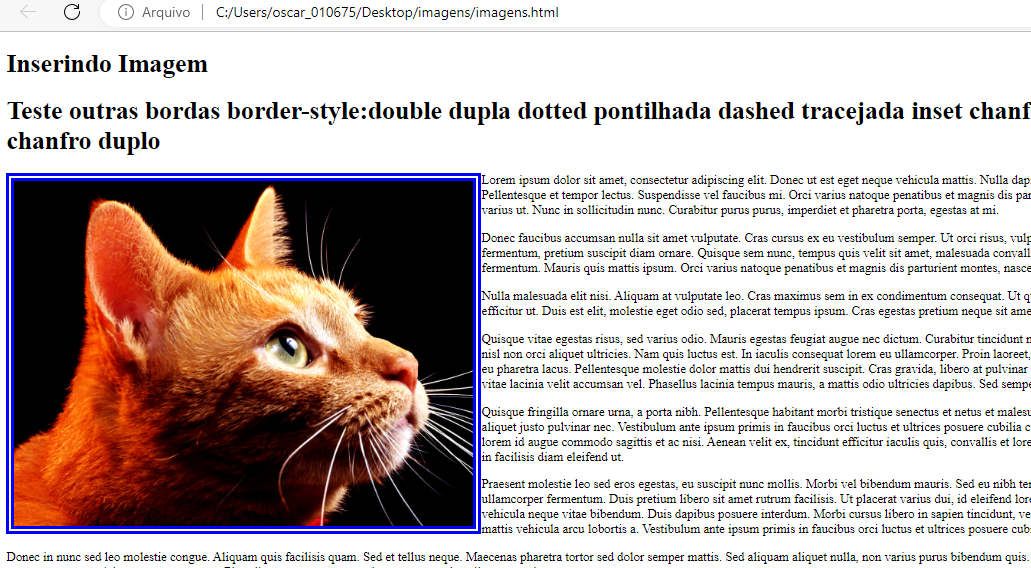 Arquivo | C:/Users/oscar_010675/Desktop/imagens/imagens.html
Inserindo Imagem
Teste outras bordas border-style:double dupla dotted pontilhada dashed tracejada inset chanf
chanfro duplo
Lorem ipsum dolor sit amet, consectetur adipiscing elit. Donec ut est eget neque vehicula mattis. Nulla dap
Pellentesque et tempor lectus. Suspendisse vel faucibus mi. Orci varius natoque penatibus et magnis dis par
varius ut. Nunc in sollicitudin nunc. Curabitur purus purus, imperdiet et pharetra porta, egestas at mi.
Donec faucibus accumsan nulla sit amet vulputate. Cras cursus ex eu vestibulum semper. Ut orci risus, vulp
fermentum, pretium suscipit diam ornare. Quisque sem nunc, tempus quis velit sit amet, malesuada convall
fermentum. Mauris quis mattis ipsum. Orci varius natoque penatibus et magnis dis parturient montes, nasce
Nulla malesuada elit nisi. Aliquam at vulputate leo. Cras maximus sem in ex condimentum consequat. Ut q
efficitur ut. Duis est elit, molestie eget odio sed, placerat tempus ipsum. Cras egestas pretium neque sit ame
Quisque vitae egestas risus, sed varius odio. Mauris egestas feugiat augue nec dictum. Curabitur tincidunt n
nisl non orci aliquet ultricies. Nam quis luctus est. In iaculis consequat lorem eu ullamcorper. Proin laoreet,
eu pharetra lacus. Pellentesque molestie dolor mattis dui hendrerit suscipit. Cras gravida, libero at pulvinar
vitae lacinia velit accumsan vel. Phasellus lacinia tempus mauris, a mattis odio ultricies dapibus. Sed sempe
Quisque fringilla ornare urna, a porta nibh. Pellentesque habitant morbi tristique senectus et netus et malesu
aliquet justo pulvinar nec. Vestibulum ante ipsum primis in faucibus orci luctus et ultrices posuere cubilia c
lorem id augue commodo sagittis et ac nisi. Aenean velit ex, tincidunt efficitur iaculis quis, convallis et lore
in facilisis diam eleifend ut.
Praesent molestie leo sed eros egestas, eu suscipit nunc mollis. Morbi vel bibendum mauris. Sed eu nibh ter
ullamcorper fermentum. Duis pretium libero sit amet rutrum facilisis. Ut placerat varius dui, id eleifend lore
vehicula neque vitae bibendum. Duis dapibus posuere interdum. Morbi cursus libero in sapien tincidunt, ve
mattis vehicula arcu lobortis a. Vestibulum ante ipsum primis in faucibus orci luctus et ultrices posuere cub
Donec in nunc sed leo molestie congue. Aliquam quis facilisis quam. Sed et tellus neque. Maecenas pharetra tortor sed dolor semper mattis. Sed aliquam aliquet nulla, non varius purus bibendum quis.